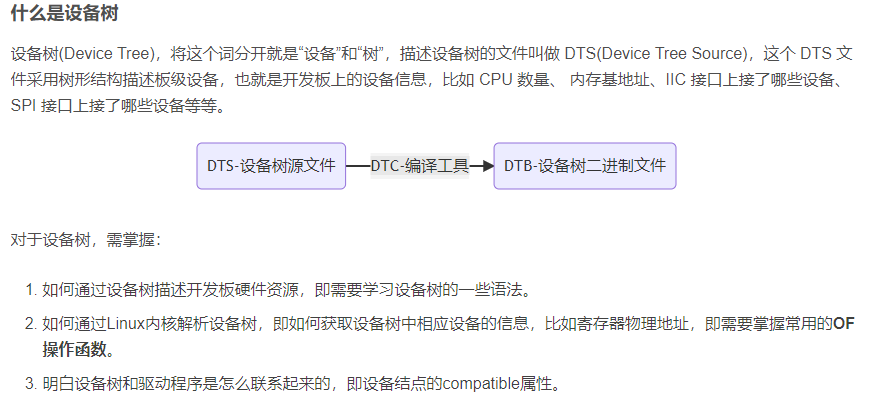 什么是设备树
设备树(Device Tree)，将这个词分开就是“设备”和“树”，描述设备树的文件叫做 DTS(Device Tree Source)，这个 DTS 文
件采用树形结构描述板级设备，也就是开发板上的设备信息，比如 CPU 数量、 内存基地址、IIC 接口上接了哪些设备、
SPI 接口上接了哪些设备等等。
DTS-设备树源文件 DTC-编译工具 DTB-设备树二进制文件
对于设备树，需掌握：
1. 如何通过设备树描述开发板硬件资源，即需要学习设备树的一些语法。
2. 如何通过Linux内核解析设备树，即如何获取设备树中相应设备的信息，比如寄存器物理地址，即需要掌握常用的OF
操作函数。
3. 明白设备树和驱动程序是怎么联系起来的，即设备结点的compatible属性。